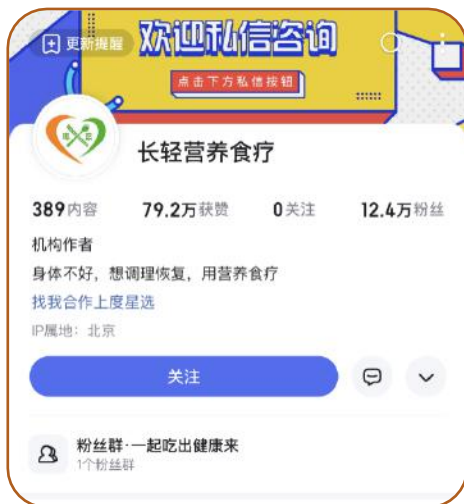 更新提醒
欢迎私信咨询
点击下方私信按钮
长轻营养食疗
389内容 79.2万获赞 0关注 12.4万粉丝
机构作者
身体不好，想调理恢复，用营养食疗
找我合作上度星选
IP属地：北京
关注
粉丝群·一起吃出健康来
1个粉丝群